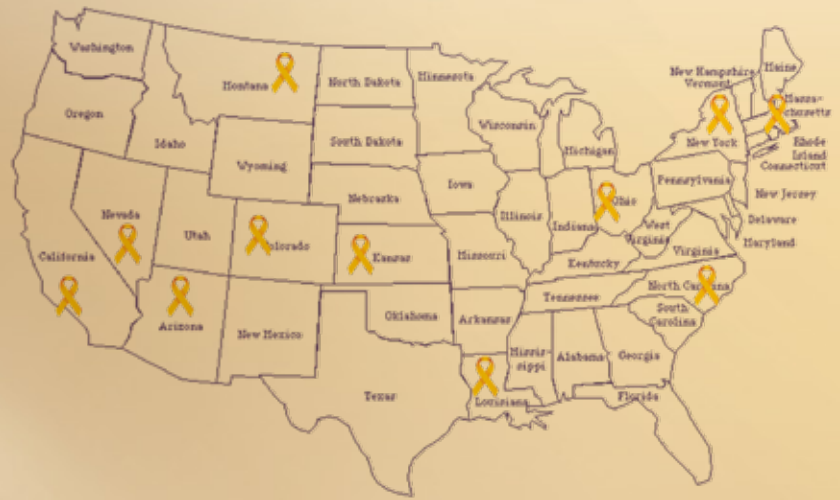 Washington
Oregon
Idaho
Montana
North Dakota
South Dakota
Minnesota
Wisconsin
Michigan
New Hampshire
Vermont
Maine
Massa-
chusetts
Rhode
Island
Connecticut
New York
Pennsylvania
New Jersey
Delaware
Maryland
Wyoming
Nebraska
Iowa
Illinois
Indiana
Ohio
West
Virginia
Virginia
Nevada
Utah
Colorado
Kansas
Missouri
Kentucky
California
Arizona
New Mexico
Oklahoma
Arkansas
Tennessee
North Carolina
South
Carolina
Texas
Louisiana
Missis-
sippi
Alabama
Georgia
Florida